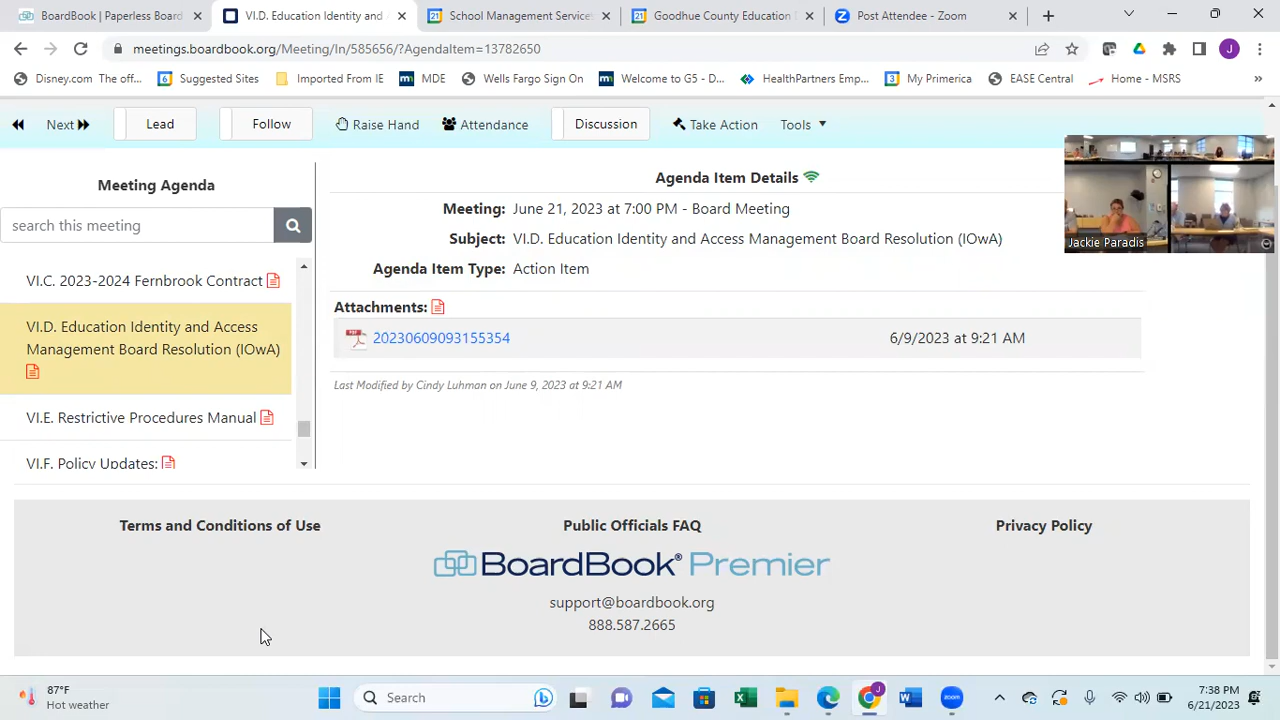 BoardBook | Paperless Board
VI.D. Education Identity and
School Management Service
Goodhue County Education
Post Attendee - Zoom
meetings.boardbook.org/Meeting/In/585656/?AgendaItem=13782650
J
Disney.com The off...
Suggested Sites
Imported From IE
MDE
Wells Fargo Sign On
Welcome to G5 - D...
HealthPartners Emp...
My Primerica
EASE Central
Home - MSRS
»
Next
Lead
Follow
Raise Hand
Attendance
Discussion
Take Action
Tools
Meeting Agenda
search this meeting
VI.C. 2023-2024 Fernbrook Contract
VI.D. Education Identity and Access
Management Board Resolution (IOwA)
VI.E. Restrictive Procedures Manual
VI.F. Policy Updates:
Agenda Item Details
Meeting: June 21, 2023 at 7:00 PM - Board Meeting
Subject: VI.D. Education Identity and Access Management Board Resolution (IOwA)
Agenda Item Type: Action Item
Attachments:
20230609093155354 6/9/2023 at 9:21 AM
Last Modified by Cindy Luhman on June 9, 2023 at 9:21 AM
Jackie Paradis
Terms and Conditions of Use
Public Officials FAQ
Privacy Policy
BoardBook® Premier
support@boardbook.org
888.587.2665
87°F
Hot weather
Search
7:38 PM
6/21/2023